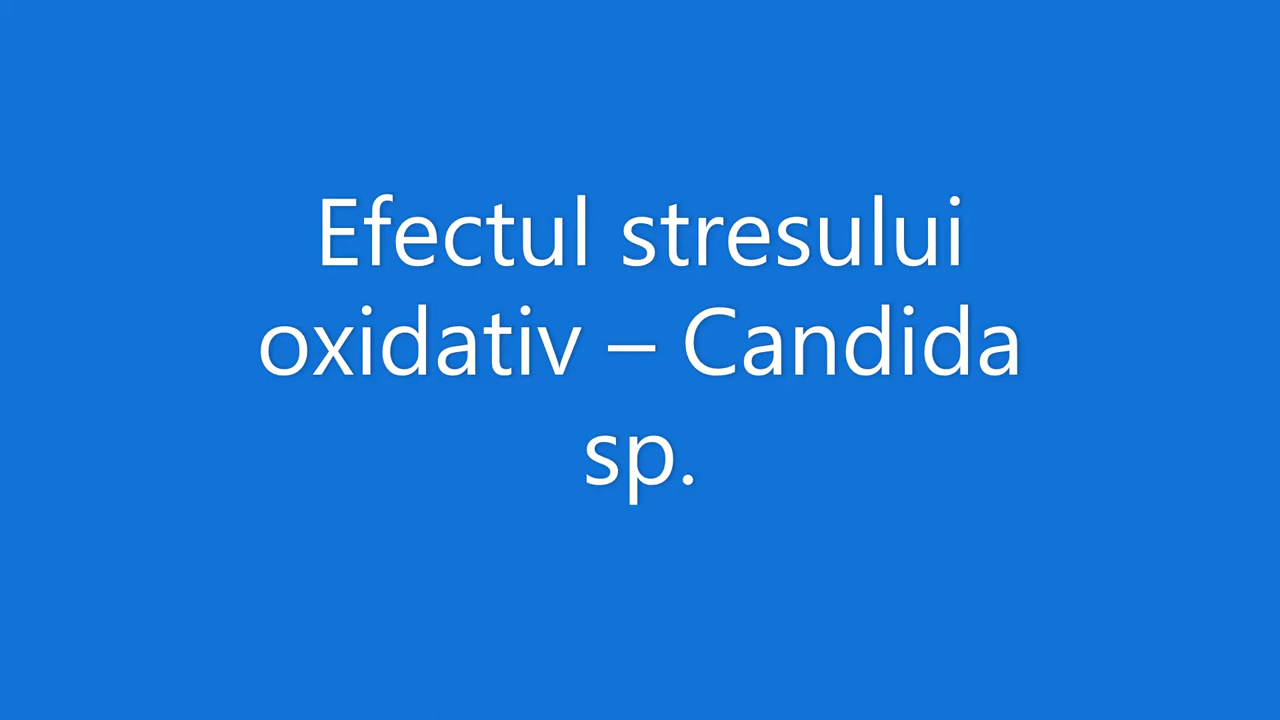 Efectul stresului
oxidativ – Candida
sp.